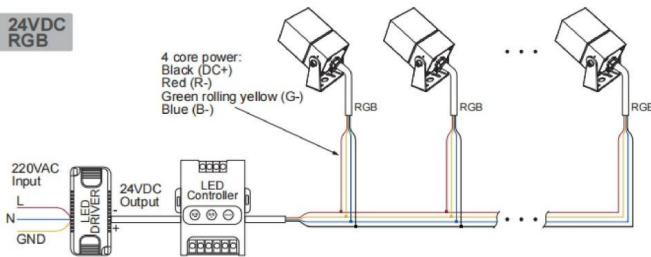 24VDC
RGB
4 core power:
Black (DC+)
Red (R-)
Green rolling yellow (G-)
Blue (B-)
RGB
RGB
RGB
220VAC
Input
L
N
GND
LED
DRIVER
-
+
24VDC
Output
LED
Controller